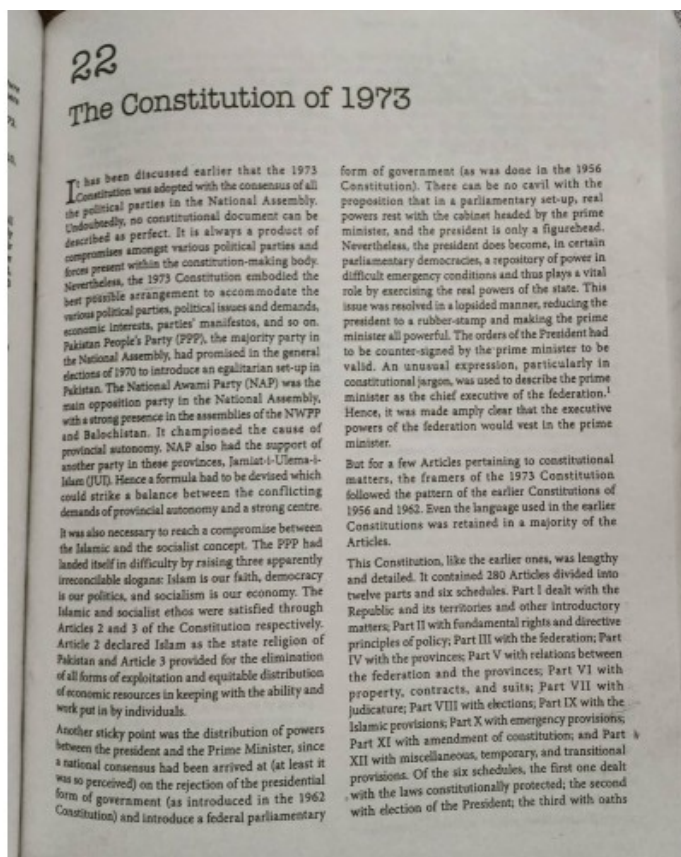 22
The Constitution of 1973
It has been discussed earlier that the 1973
Constitution was adopted with the consensus of all
the political parties in the National Assembly.
Undoubtedly, no constitutional document can be
described as perfect. It is always a product of
compromises amongst various political parties and
forces present within the constitution-making body.
Nevertheless, the 1973 Constitution embodied the
best possible arrangement to accommodate the
various political parties, political issues and demands,
economic interests, parties' manifestos, and so on.
Pakistan People's Party (PPP), the majority party in
the National Assembly, had promised in the general
elections of 1970 to introduce an egalitarian set-up in
Pakistan. The National Awami Party (NAP) was the
main opposition party in the National Assembly,
with a strong presence in the assemblies of the NWFP
and Balochistan. It championed the cause of
provincial autonomy. NAP also had the support of
another party in these provinces, Jamiat-i-Ulema-i-
Islam (JUI). Hence a formula had to be devised which
could strike a balance between the conflicting
demands of provincial autonomy and a strong centre.
It was also necessary to reach a compromise between
the Islamic and the socialist concept. The PPP had
landed itself in difficulty by raising three apparently
irreconcilable slogans: Islam is our faith, democracy
is our politics, and socialism is our economy. The
Islamic and socialist ethos were satisfied through
Articles 2 and 3 of the Constitution respectively.
Article 2 declared Islam as the state religion of
Pakistan and Article 3 provided for the elimination
of all forms of exploitation and equitable distribution
of economic resources in keeping with the ability and
work put in by individuals.
Another sticky point was the distribution of powers
between the president and the Prime Minister, since
a national consensus had been arrived at (at least it
was so perceived) on the rejection of the presidential
form of government (as introduced in the 1962
Constitution) and introduce a federal parliamentary
form of government (as was done in the 1956
Constitution). There can be no cavil with the
proposition that in a parliamentary set-up, real
powers rest with the cabinet headed by the prime
minister, and the president is only a figurehead.
Nevertheless, the president does become, in certain
parliamentary democracies, a repository of power in
difficult emergency conditions and thus plays a vital
role by exercising the real powers of the state. This
issue was resolved in a lopsided manner, reducing the
president to a rubber-stamp and making the prime
minister all powerful. The orders of the President had
to be counter-signed by the prime minister to be
valid. An unusual expression, particularly in
constitutional jargon, was used to describe the prime
minister as the chief executive of the federation.¹
Hence, it was made amply clear that the executive
powers of the federation would vest in the prime
minister.
But for a few Articles pertaining to constitutional
matters, the framers of the 1973 Constitution
followed the pattern of the earlier Constitutions of
1956 and 1962. Even the language used in the earlier
Constitutions was retained in a majority of the
Articles.
This Constitution, like the earlier ones, was lengthy
and detailed. It contained 280 Articles divided into
twelve parts and six schedules. Part I dealt with the
Republic and its territories and other introductory
matters; Part II with fundamental rights and directive
principles of policy; Part III with the federation; Part
IV with the provinces; Part V with relations between
the federation and the provinces; Part VI with
property, contracts, and suits; Part VII with
judicature; Part VIII with elections; Part IX with the
Islamic provisions; Part X with emergency provisions;
Part XI with amendment of constitution; and Part
XII with miscellaneous, temporary, and transitional
provisions. Of the six schedules, the first one dealt
with the laws constitutionally protected; the second
with election of the President; the third with oaths